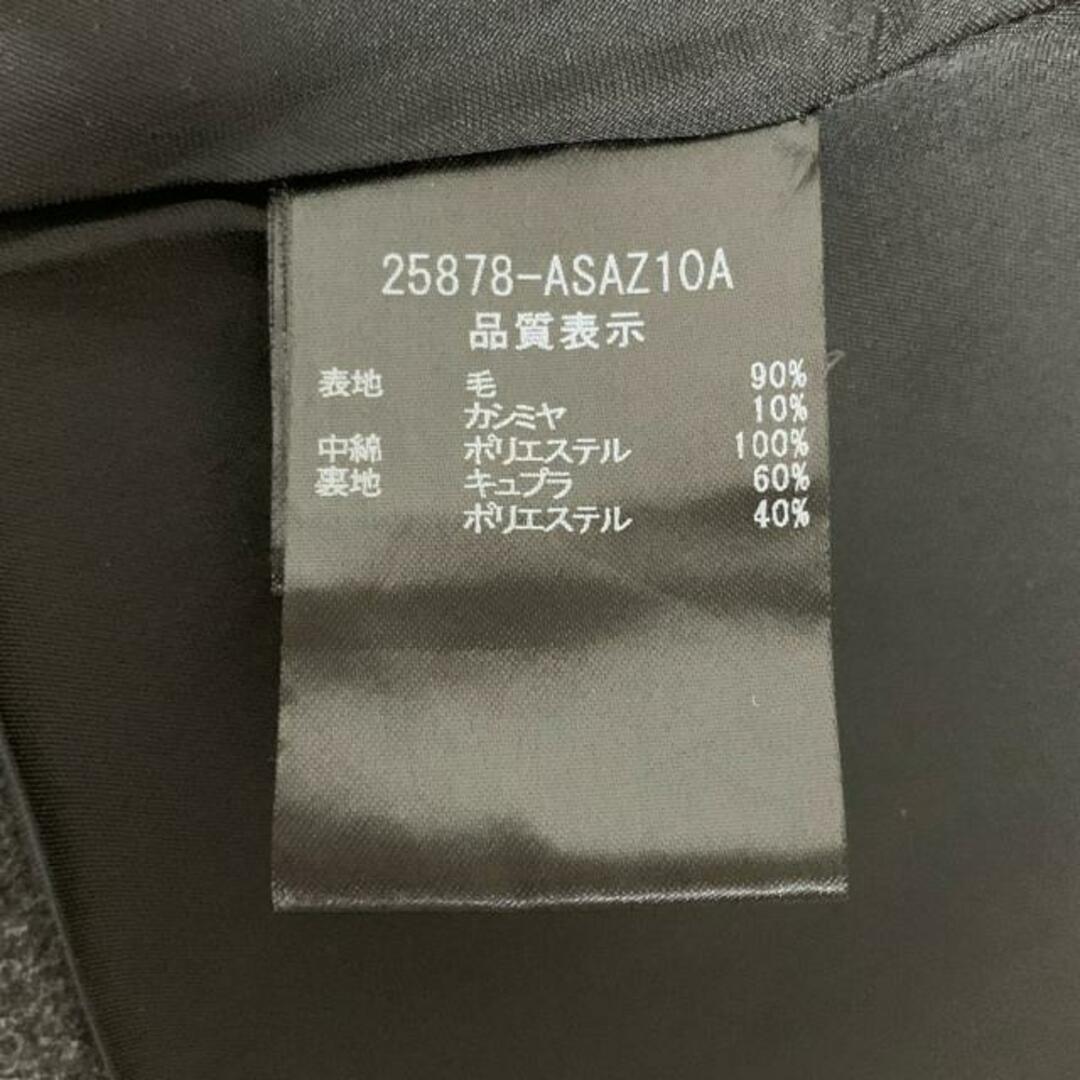 25878-ASAZ10A
品質表示
表地 毛 90%
カシミヤ 10%
中綿 ポリエステル 100%
裏地 キュプラ 60%
ポリエステル 40%